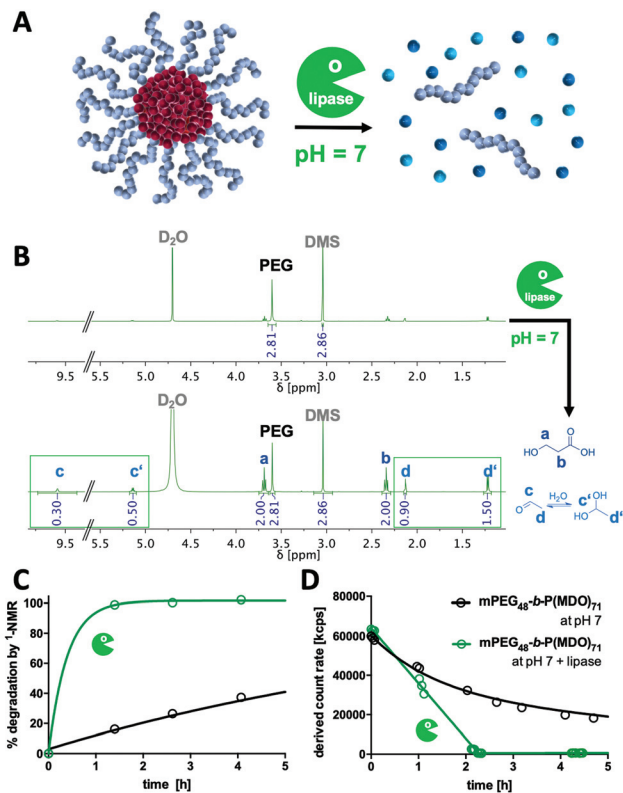 A
lipase
pH = 7
B
D₂O
DMS
PEG
2.81
2.86
9.5 5.5 5.0 4.5 4.0 3.5 3.0 2.5 2.0 1.5
δ [ppm]
lipase
pH = 7
D₂O
DMS
PEG
c c‘ a b d d‘
0.30 0.50 2.00 2.81 2.86 2.00 0.90 1.50
9.5 5.5 5.0 4.5 4.0 3.5 3.0 2.5 2.0 1.5
δ [ppm]
a O
HO OH
b
c H₂O c‘ OH
O
d HO d‘
C
% degradation by ¹-NMR
100
80
60
40
20
0
0 1 2 3 4 5
time [h]
D
derived count rate [kcps]
80000
60000
40000
20000
0
0 1 2 3 4 5
time [h]
mPEG₄₈-b-P(MDO)₇₁
at pH 7
mPEG₄₈-b-P(MDO)₇₁
at pH 7 + lipase